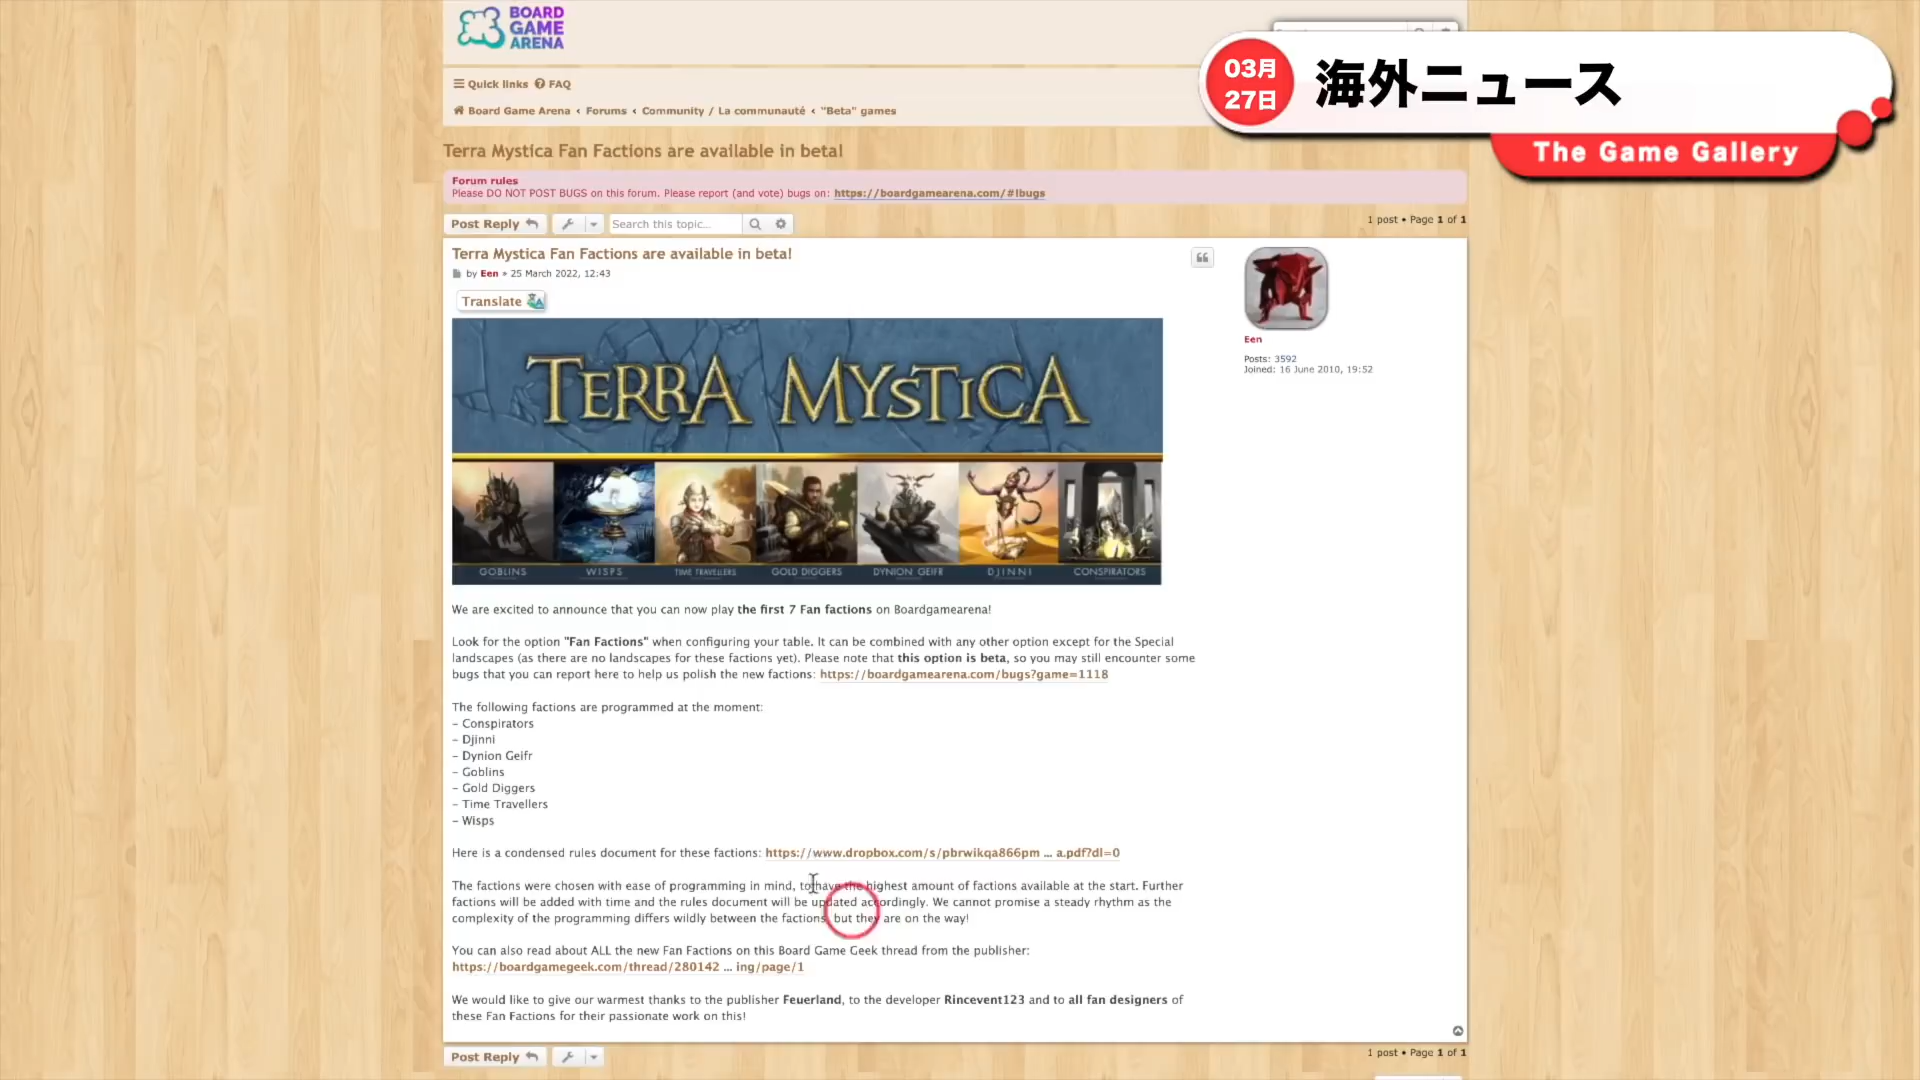 BOARD
GAME
ARENA
03月
27日
海外ニュース
The Game Gallery
Quick links FAQ
Board Game Arena ‹ Forums ‹ Community / La communauté ‹ "Beta" games
Terra Mystica Fan Factions are available in beta!
Forum rules
Please DO NOT POST BUGS on this forum. Please report (and vote) bugs on: https://boardgamearena.com/#!bugs
Post Reply Search this topic… 1 post • Page 1 of 1
Terra Mystica Fan Factions are available in beta!
by Een » 25 March 2022, 12:43
Translate
TERRA MYSTICA
GOBLINS WISPS TIME TRAVELLERS GOLD DIGGERS DYNION GEIFR DJINNI CONSPIRATORS
Een
Posts: 3592
Joined: 16 June 2010, 19:52
We are excited to announce that you can now play the first 7 Fan factions on Boardgamearena!
Look for the option "Fan Factions" when configuring your table. It can be combined with any other option except for the Special
landscapes (as there are no landscapes for these factions yet). Please note that this option is beta, so you may still encounter some
bugs that you can report here to help us polish the new factions: https://boardgamearena.com/bugs?game=1118
The following factions are programmed at the moment:
- Conspirators
- Djinni
- Dynion Geifr
- Goblins
- Gold Diggers
- Time Travellers
- Wisps
Here is a condensed rules document for these factions: https://www.dropbox.com/s/pbrwikqa866pm ... a.pdf?dl=0
The factions were chosen with ease of programming in mind, to have the highest amount of factions available at the start. Further
factions will be added with time and the rules document will be updated accordingly. We cannot promise a steady rhythm as the
complexity of the programming differs wildly between the factions, but they are on the way!
You can also read about ALL the new Fan Factions on this Board Game Geek thread from the publisher:
https://boardgamegeek.com/thread/280142 ... ing/page/1
We would like to give our warmest thanks to the publisher Feuerland, to the developer Rincevent123 and to all fan designers of
these Fan Factions for their passionate work on this!
Post Reply 1 post • Page 1 of 1